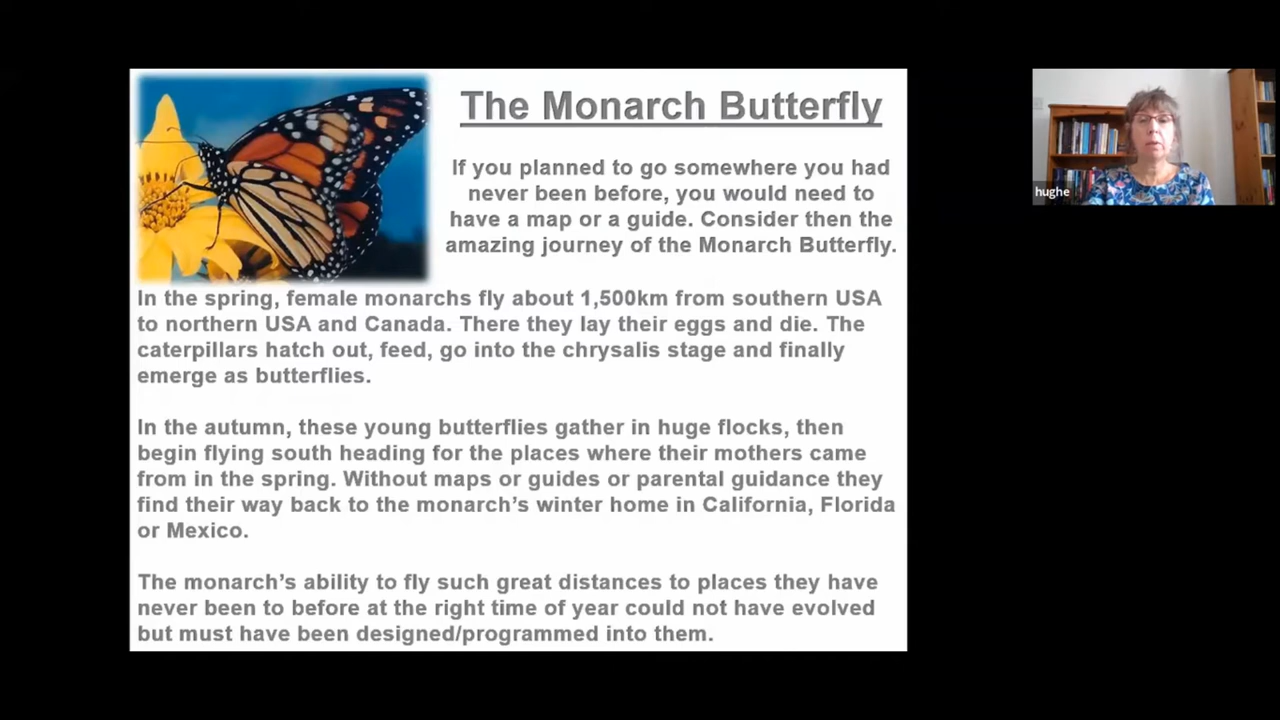 The Monarch Butterfly
If you planned to go somewhere you had
never been before, you would need to
have a map or a guide. Consider then the
amazing journey of the Monarch Butterfly.
In the spring, female monarchs fly about 1,500km from southern USA
to northern USA and Canada. There they lay their eggs and die. The
caterpillars hatch out, feed, go into the chrysalis stage and finally
emerge as butterflies.
In the autumn, these young butterflies gather in huge flocks, then
begin flying south heading for the places where their mothers came
from in the spring. Without maps or guides or parental guidance they
find their way back to the monarch's winter home in California, Florida
or Mexico.
The monarch's ability to fly such great distances to places they have
never been to before at the right time of year could not have evolved
but must have been designed/programmed into them.
hughe